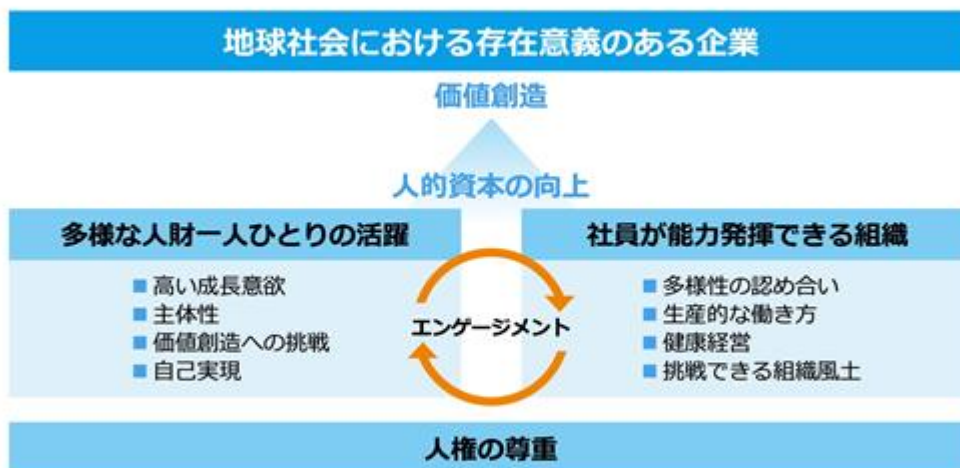 地球社会における存在意義のある企業
価値創造
人的資本の向上
多様な人財一人ひとりの活躍
■ 高い成長意欲
■ 主体性
■ 価値創造への挑戦
■ 自己実現
エンゲージメント
社員が能力発揮できる組織
■ 多様性の認め合い
■ 生産的な働き方
■ 健康経営
■ 挑戦できる組織風土
人権の尊重